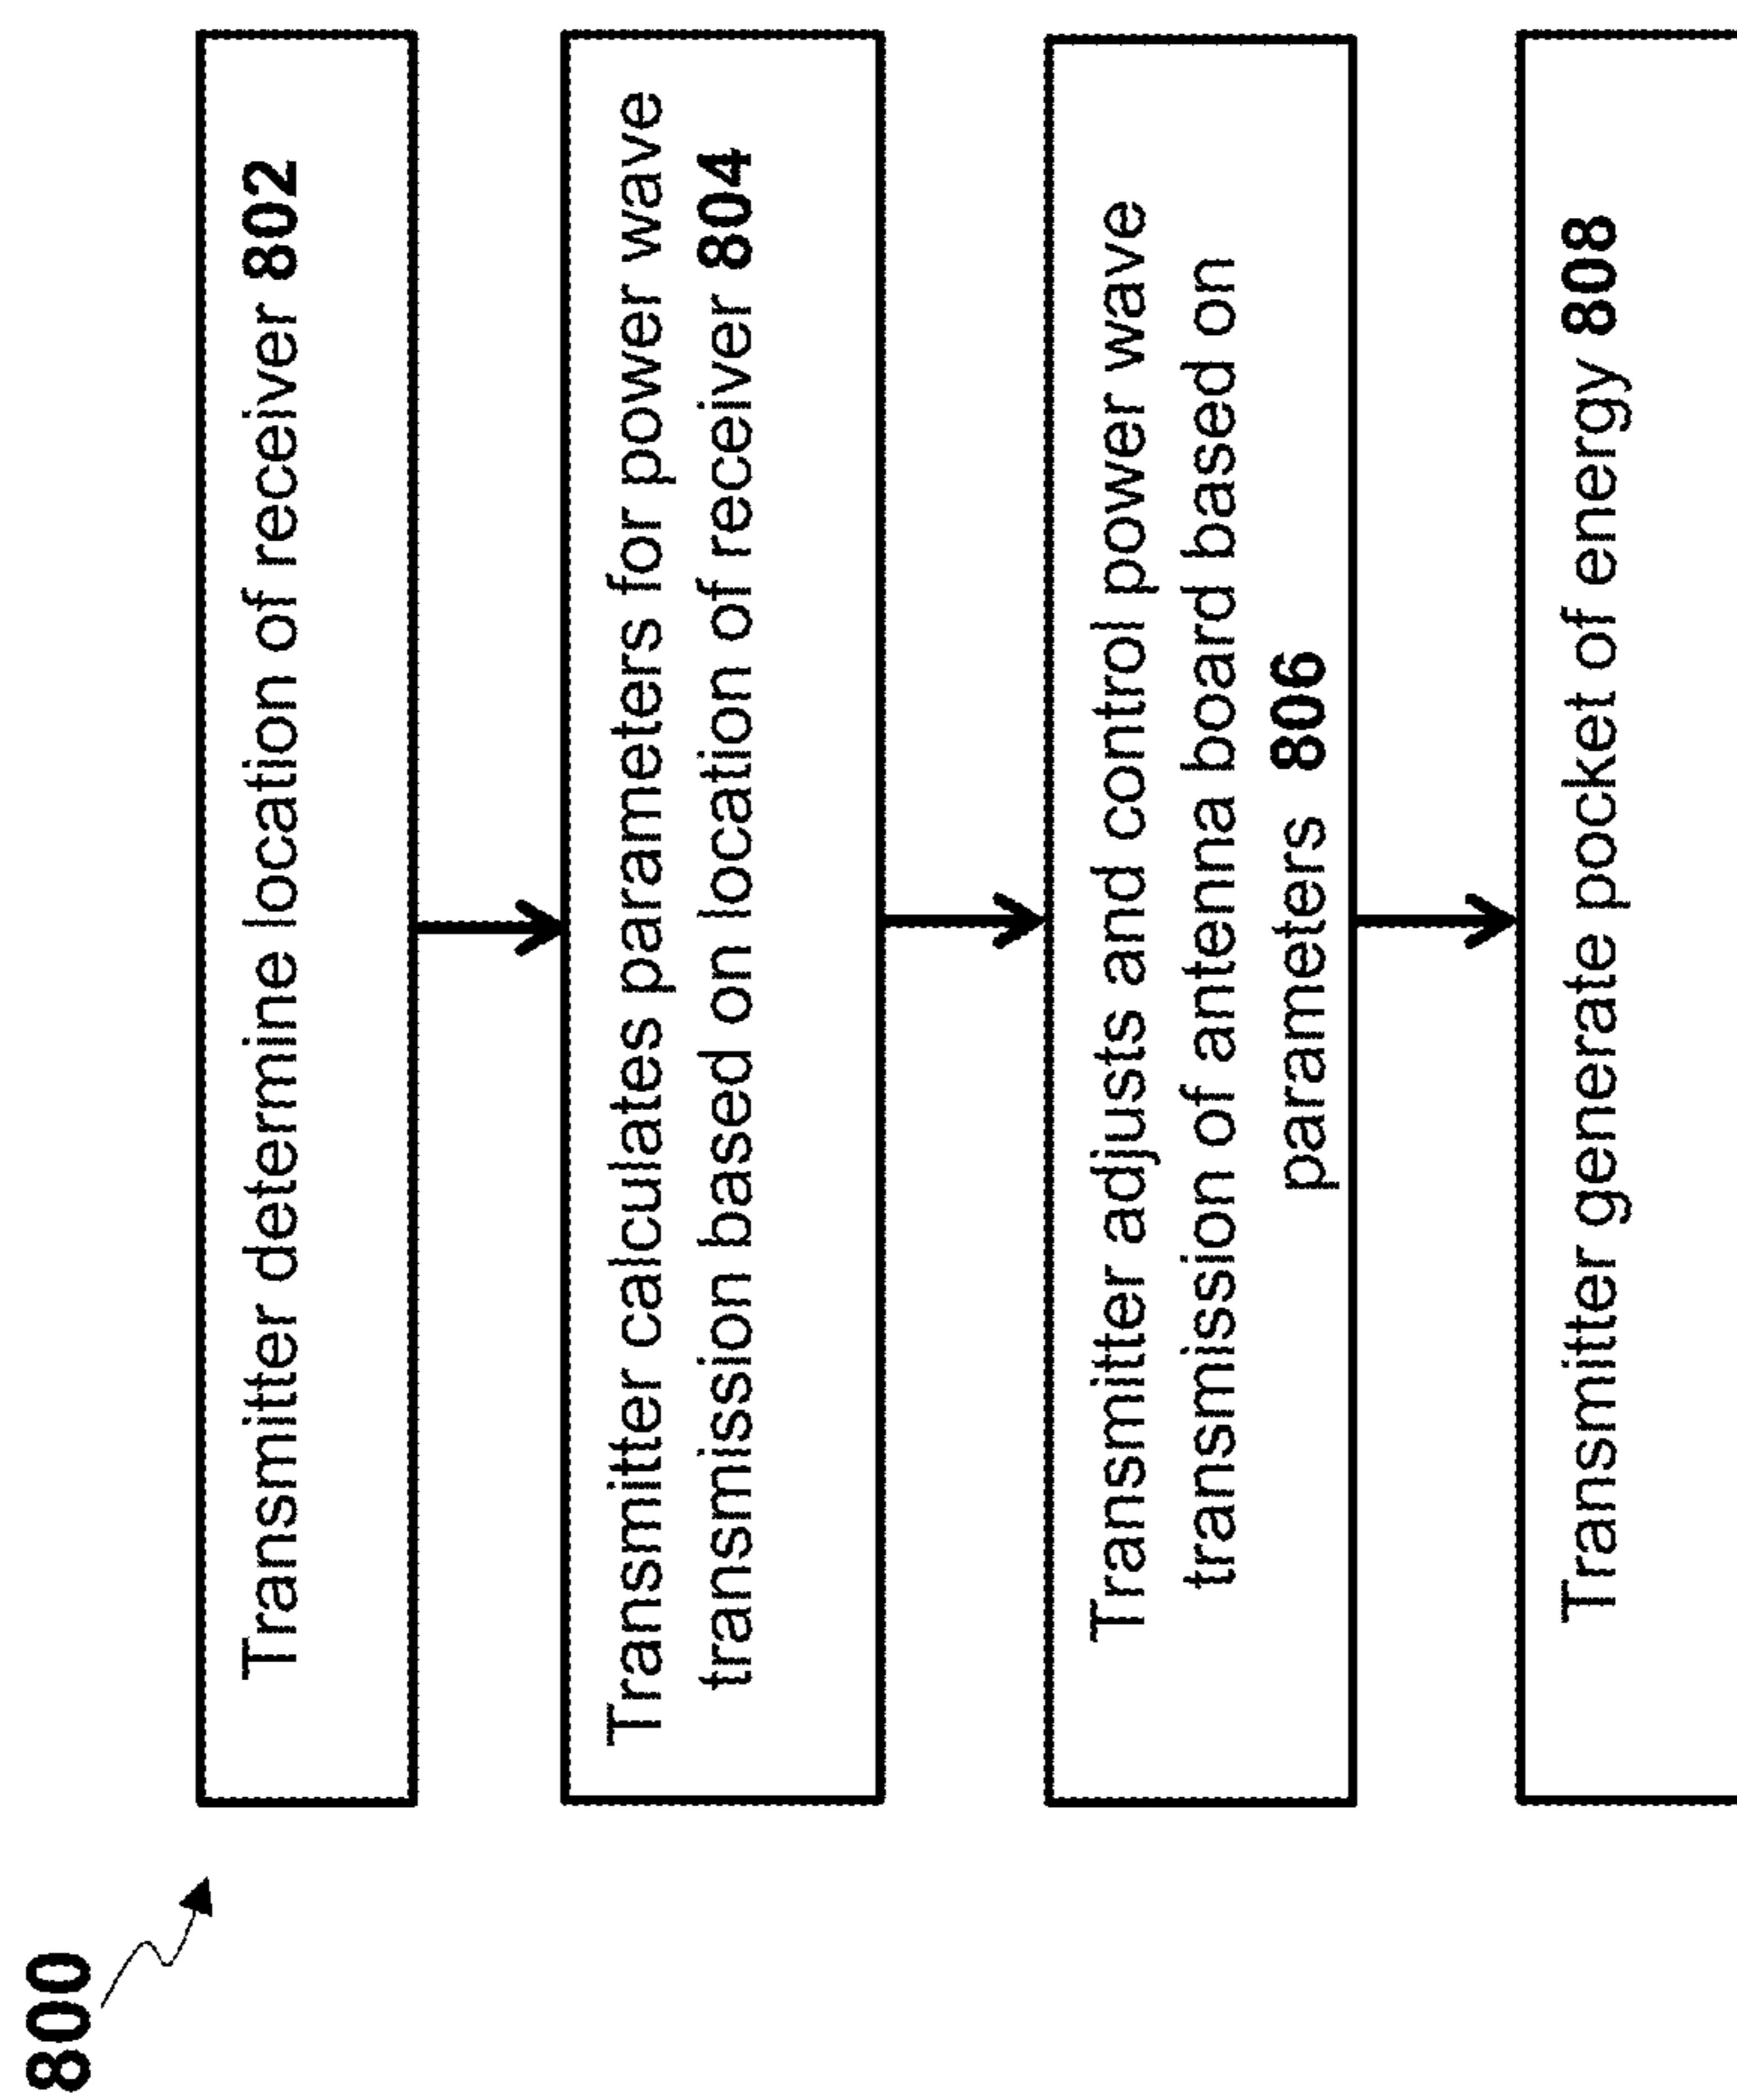 800
Transmitter determine location of receiver 802
Transmitter calculates parameters for power wave
transmission based on location of receiver 804
Transmitter adjusts and control power wave
transmission of antenna board based on
parameters 806
Transmitter generate pocket of energy 808